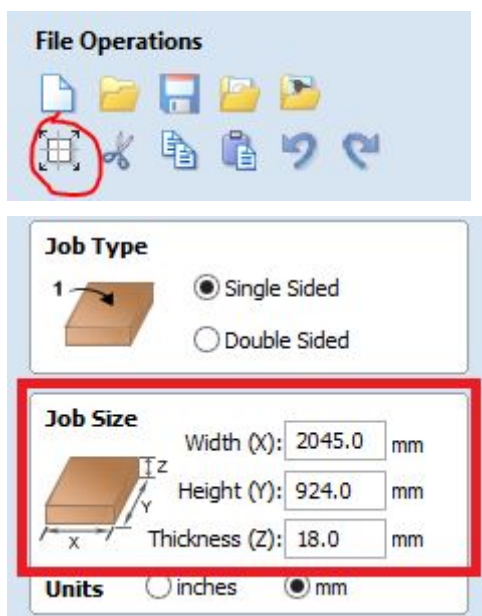 File Operations
Job Type
1
Single Sided
Double Sided
Job Size
Width (X): 2045.0 mm
Z
Height (Y): 924.0 mm
Y
Thickness (Z): 18.0 mm
X
Units inches mm